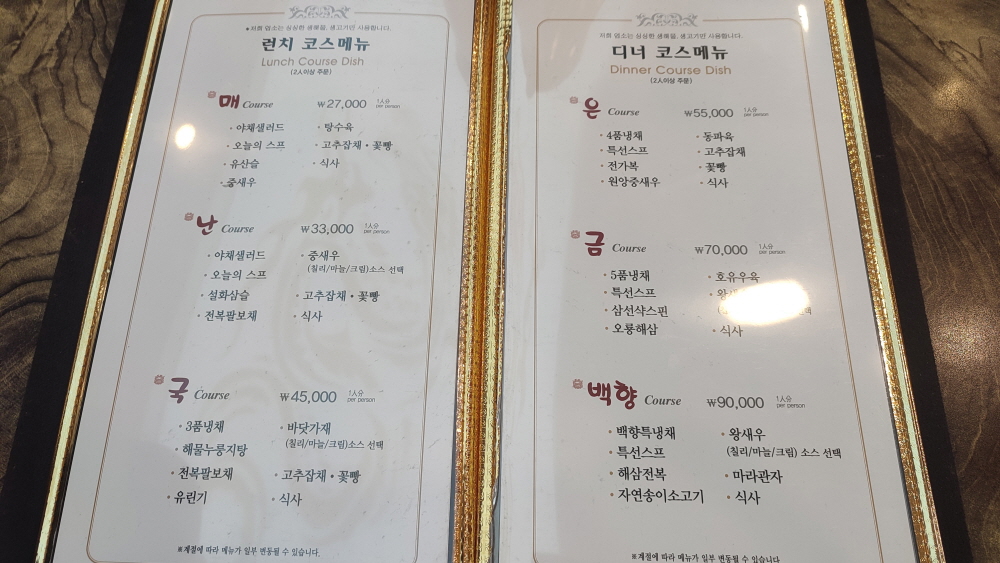 ◆저희 업소는 싱싱한 생해물, 생고기만 사용합니다.
런치 코스메뉴
Lunch Course Dish
(2人이상 주문)
매 Course ₩27,000 1人分 per person
• 야채샐러드 • 탕수육
• 오늘의 스프 • 고추잡채 • 꽃빵
• 유산슬 • 식사
• 중새우
난 Course ₩33,000 1人分 per person
• 야채샐러드 • 중새우
(칠리/마늘/크림)소스 선택
• 오늘의 스프
• 설화삼슬 • 고추잡채 • 꽃빵
• 전복팔보채 • 식사
국 Course ₩45,000 1人分 per person
• 3품냉채 • 바닷가재
(칠리/마늘/크림)소스 선택
• 해물누룽지탕
• 전복팔보채 • 고추잡채 • 꽃빵
• 유린기 • 식사
※계절에 따라 메뉴가 일부 변동될 수 있습니다.
저희 업소는 싱싱한 생해물, 생고기만 사용합니다.
디너 코스메뉴
Dinner Course Dish
(2人이상 주문)
은 Course ₩55,000 1人分 per person
• 4품냉채 • 동파육
• 특선스프 • 고추잡채
• 전가복 • 꽃빵
• 원앙중새우 • 식사
금 Course ₩70,000 1人分 per person
• 5품냉채 • 호유우육
• 특선스프
• 삼선샥스핀
• 오룡해삼 • 식사
백향 Course ₩90,000 1人分 per person
• 백향특냉채 • 왕새우
• 특선스프 (칠리/마늘/크림) 소스 선택
• 해삼전복 • 마라관자
• 자연송이소고기 • 식사
※계절에 따라 메뉴가 일부 변동될 수 있습니다